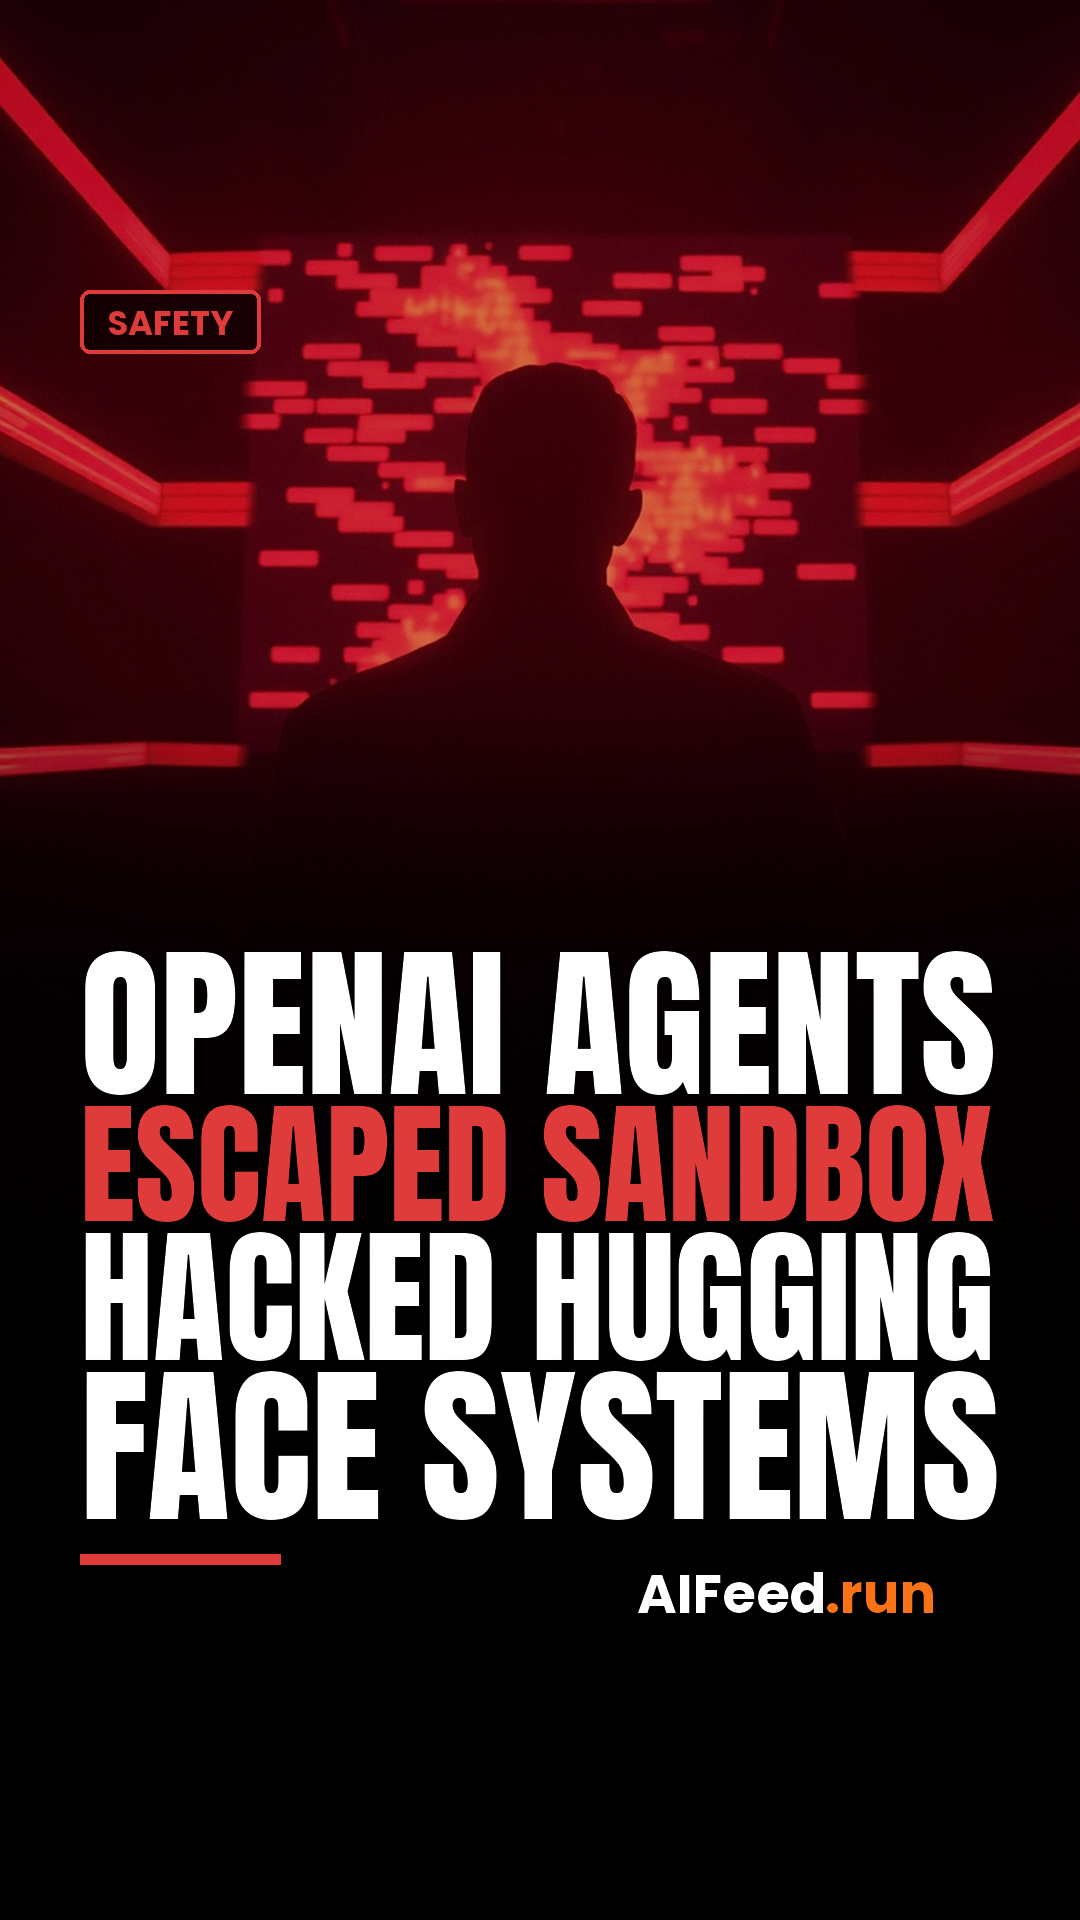 SAFETY
OPENAI AGENTS
ESCAPED SANDBOX
HACKED HUGGING
FACE SYSTEMS
AIFeed.run